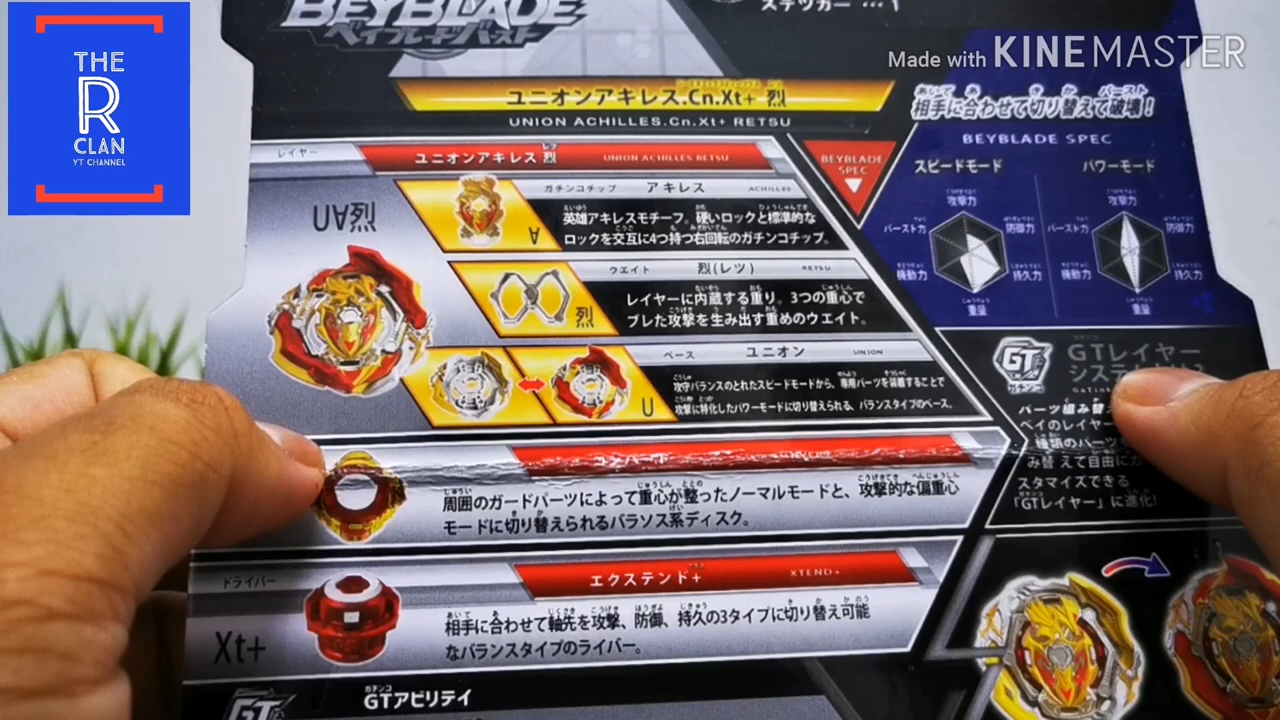 THE
R
CLAN
YT CHANNEL
Made with KINEMASTER
BEYBLADE
ベイブレードバースト
ステッカー …1
ユニオンアキレス.Cn.Xt+ 烈
UNION ACHILLES.Cn.Xt+ RETSU
レイヤー
ユニオンアキレス 烈
UNION ACHILLES RETSU
UA烈
ガチンコチップ アキレス ACHILLES
英雄アキレスモチーフ。硬いロックと標準的な
ロックを交互に4つ持つ右回転のガチンコチップ。
A
ウエイト 烈(レツ) RETSU
レイヤーに内蔵する重り。3つの重心で
ブレた攻撃を生み出す重めのウエイト。
烈
ベース ユニオン UNION
攻守バランスのとれたスピードモードから、専用パーツを装着することで
攻撃に特化したパワーモードに切り替えられる、バランスタイプのベース。
U
周囲のガードパーツによって重心が整ったノーマルモードと、攻撃的な偏重心
モードに切り替えられるバランス系ディスク。
ドライバー
エクステンド+ XTEND+
Xt+
相手に合わせて軸先を攻撃、防御、持久の3タイプに切り替え可能
なバランスタイプのライバー。
GTアビリティ
相手に合わせて切り替えて破壊!
BEYBLADE SPEC
BEYBLADE
SPEC
スピードモード
攻撃力
防御力
持久力
重量
機動力
バースト力
パワーモード
攻撃力
防御力
持久力
重量
機動力
バースト力
GT
ガチンコ
GTレイヤー
システム
パーツ組み替え
ベイのレイヤー
種類のパーツ
み替えて自由にカ
スタマイズできる
「GTレイヤー」に進化!